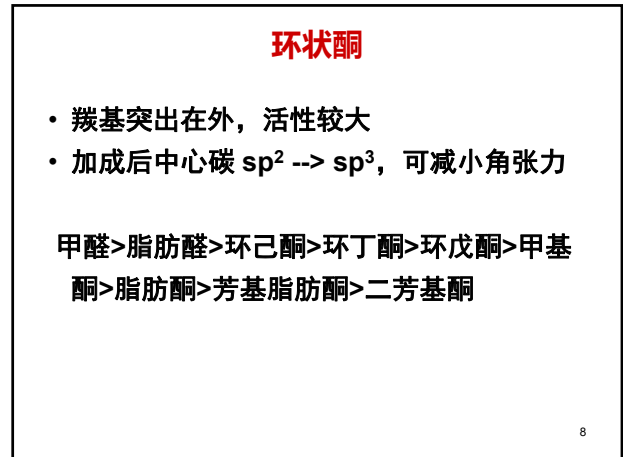 环状酮
• 羰基突出在外，活性较大
• 加成后中心碳 sp² --> sp³，可减小角张力
甲醛>脂肪醛>环己酮>环丁酮>环戊酮>甲基
酮>脂肪酮>芳基脂肪酮>二芳基酮
8